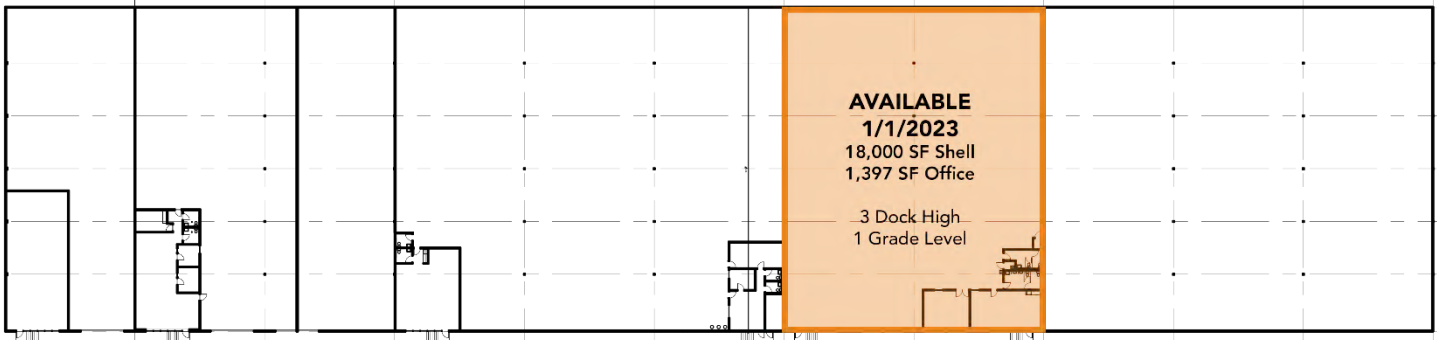 AVAILABLE
1/1/2023
18,000 SF Shell
1,397 SF Office
3 Dock High
1 Grade Level